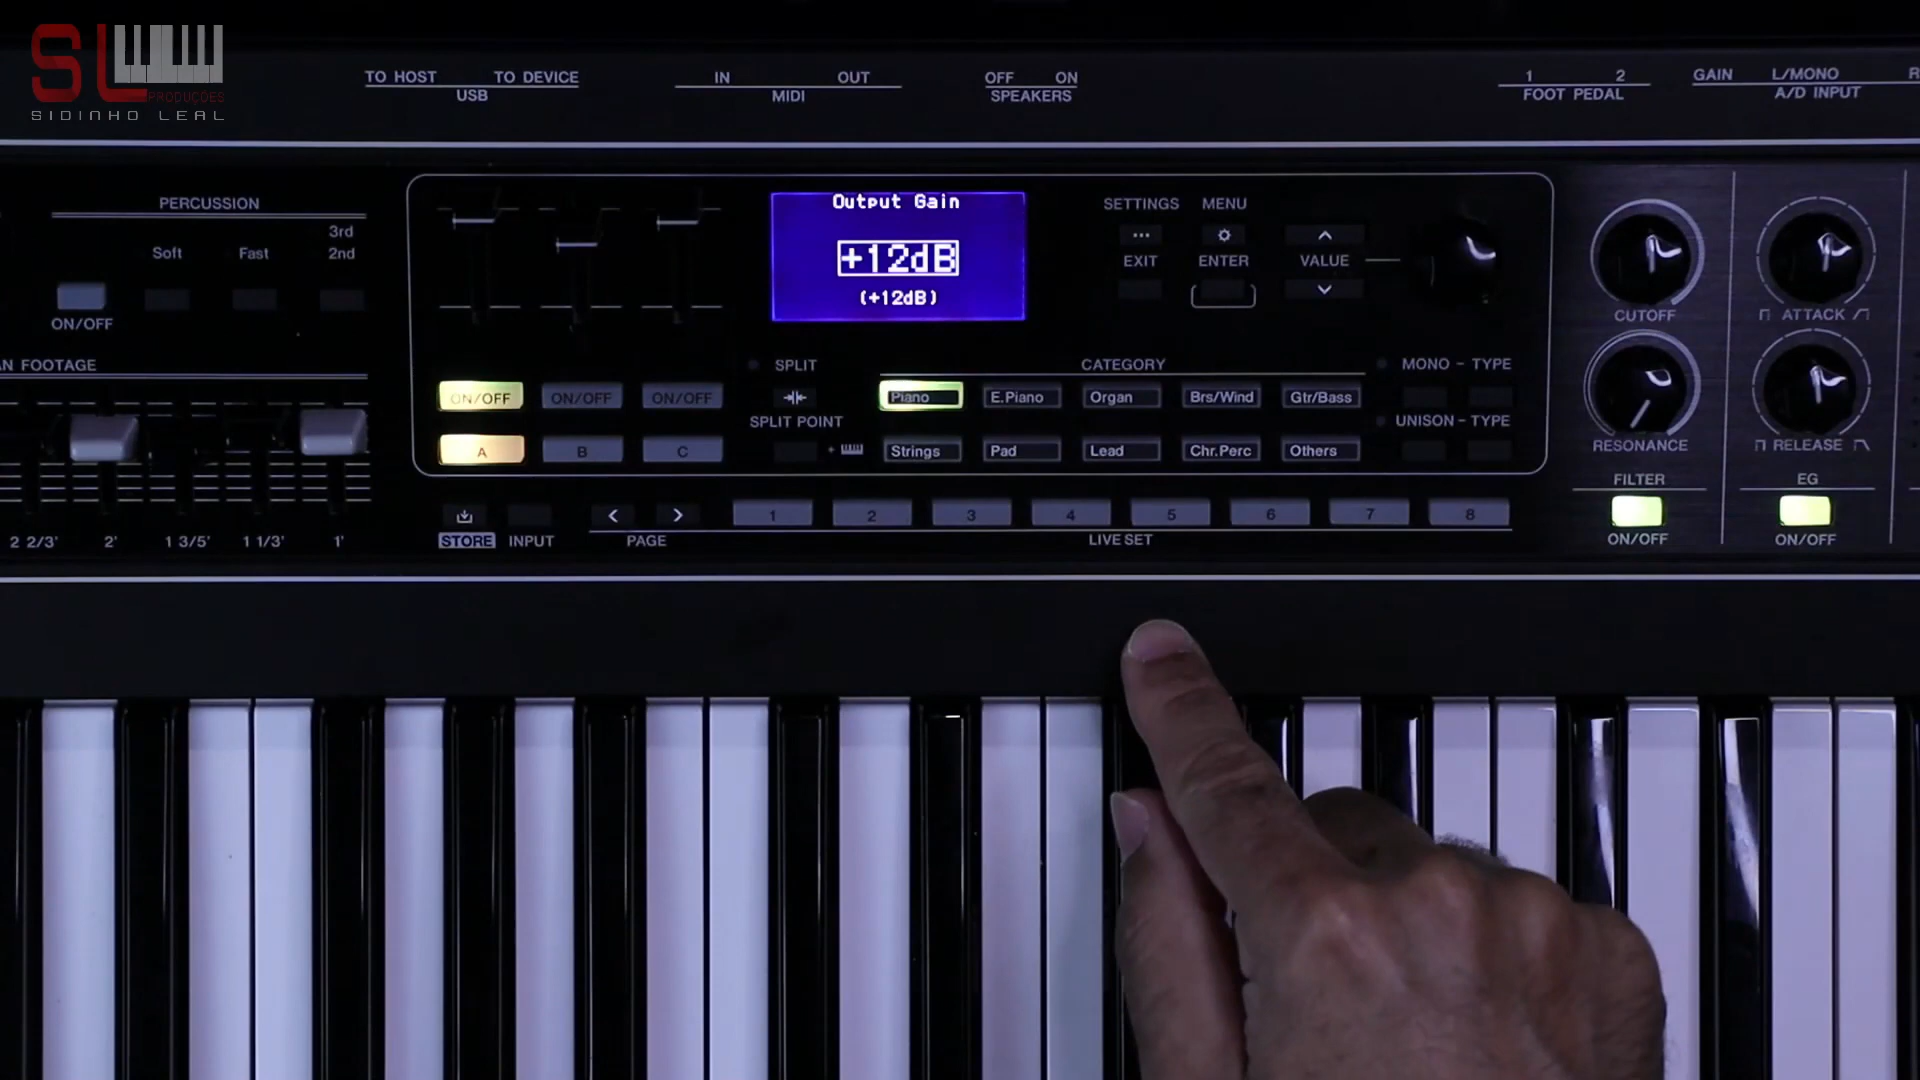 SL
PRODUÇÕES
SIDINHO LEAL
TO HOST TO DEVICE
USB
IN OUT
MIDI
OFF ON
SPEAKERS
1 2
FOOT PEDAL
GAIN L/MONO R
A/D INPUT
PERCUSSION
Soft Fast 3rd
2nd
ON/OFF
AN FOOTAGE
2 2/3' 2' 1 3/5' 1 1/3' 1'
Output Gain
+12dB
(+12dB)
SETTINGS MENU
EXIT ENTER VALUE
ON/OFF ON/OFF ON/OFF
A B C
SPLIT
SPLIT POINT
CATEGORY
Piano E.Piano Organ Brs/Wind Gtr/Bass
Strings Pad Lead Chr.Perc Others
MONO - TYPE
UNISON - TYPE
STORE INPUT
< >
PAGE
1 2 3 4 5 6 7 8
LIVE SET
CUTOFF
RESONANCE
FILTER
ON/OFF
ATTACK
RELEASE
EG
ON/OFF